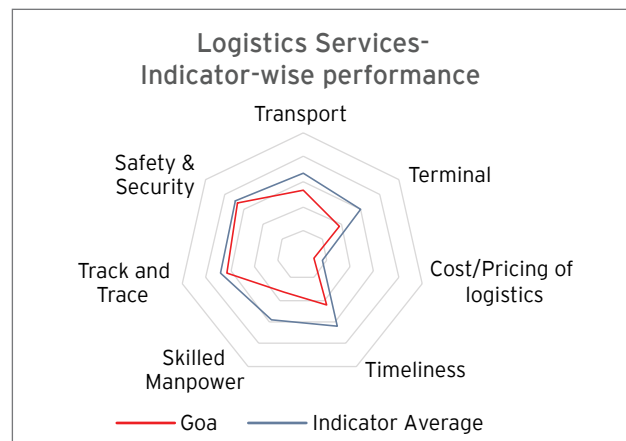 Logistics Services-
Indicator-wise performance
Transport
Terminal
Cost/Pricing of
logistics
Timeliness
Skilled
Manpower
Track and
Trace
Safety &
Security
Goa
Indicator Average